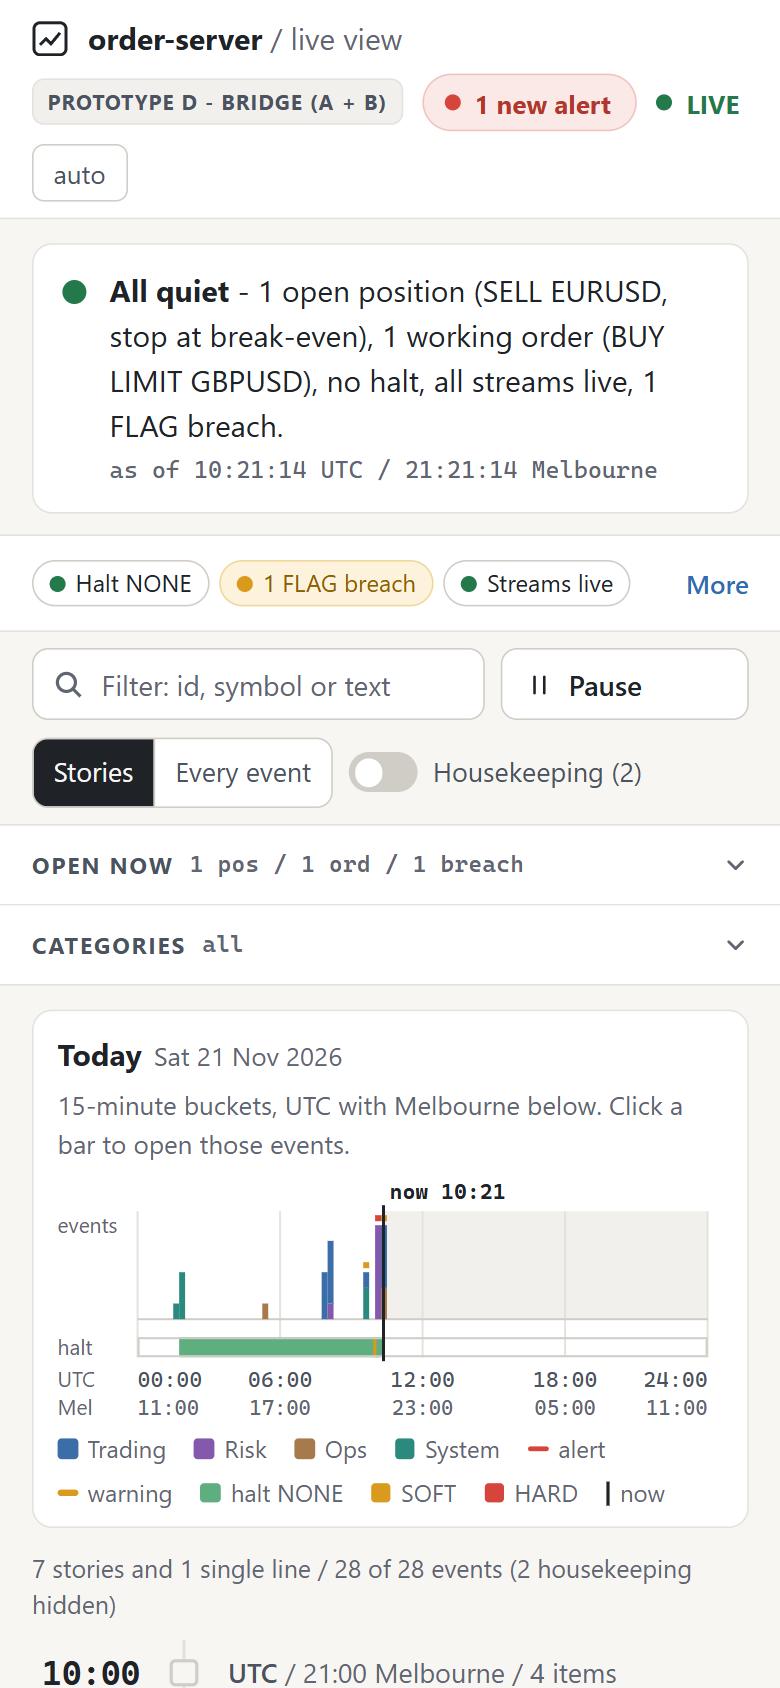 order-server / live view
PROTOTYPE D - BRIDGE (A + B)
1 new alert
LIVE
auto
All quiet - 1 open position (SELL EURUSD,
stop at break-even), 1 working order (BUY
LIMIT GBPUSD), no halt, all streams live, 1
FLAG breach.
as of 10:21:14 UTC / 21:21:14 Melbourne
Halt NONE
1 FLAG breach
Streams live
More
Filter: id, symbol or text
Pause
Stories
Every event
Housekeeping (2)
OPEN NOW 1 pos / 1 ord / 1 breach
CATEGORIES all
Today Sat 21 Nov 2026
15-minute buckets, UTC with Melbourne below. Click a
bar to open those events.
now 10:21
events
halt
UTC 00:00 06:00 12:00 18:00 24:00
Mel 11:00 17:00 23:00 05:00 11:00
Trading Risk Ops System alert
warning halt NONE SOFT HARD now
7 stories and 1 single line / 28 of 28 events (2 housekeeping
hidden)
10:00 UTC / 21:00 Melbourne / 4 items